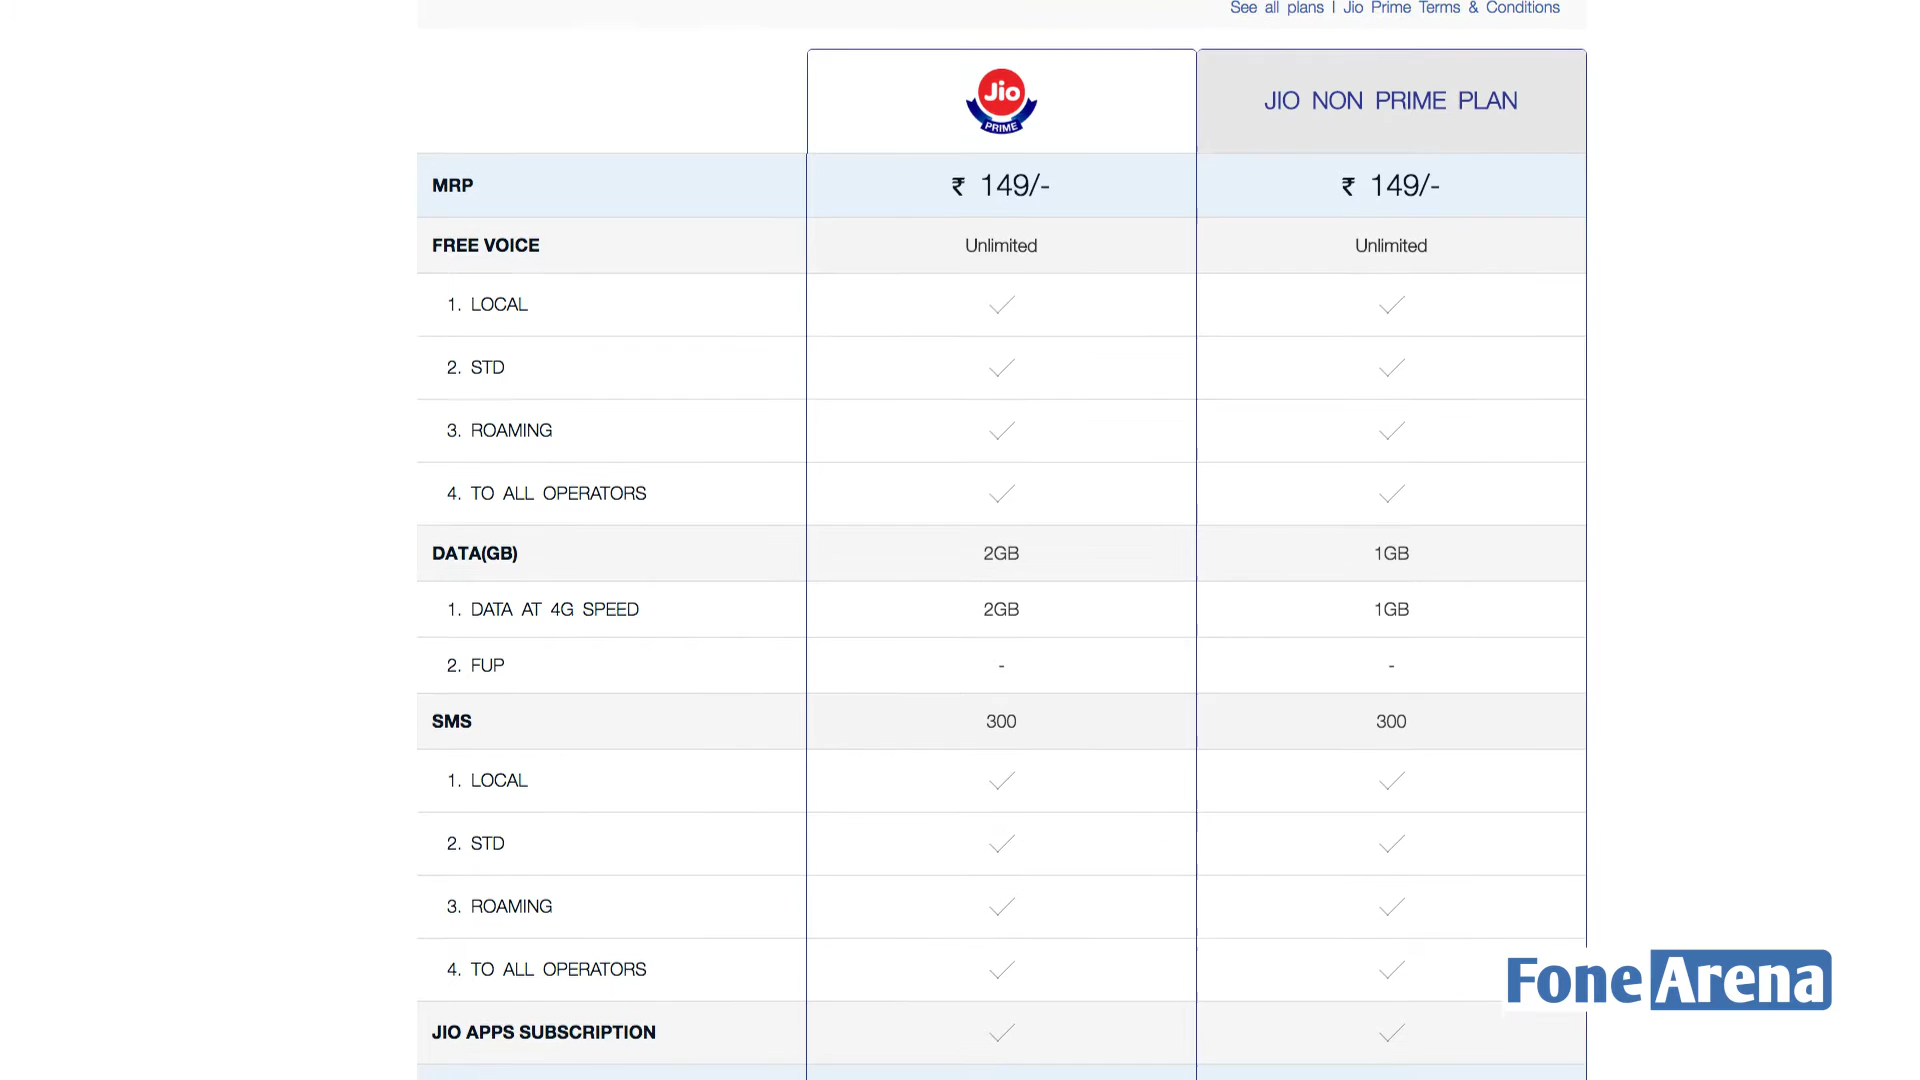 See all plans | Jio Prime Terms & Conditions
Jio
PRIME
JIO NON PRIME PLAN
MRP ₹ 149/- ₹ 149/-
FREE VOICE Unlimited Unlimited
1. LOCAL
2. STD
3. ROAMING
4. TO ALL OPERATORS
DATA(GB) 2GB 1GB
1. DATA AT 4G SPEED 2GB 1GB
2. FUP - -
SMS 300 300
1. LOCAL
2. STD
3. ROAMING
4. TO ALL OPERATORS
JIO APPS SUBSCRIPTION
FoneArena